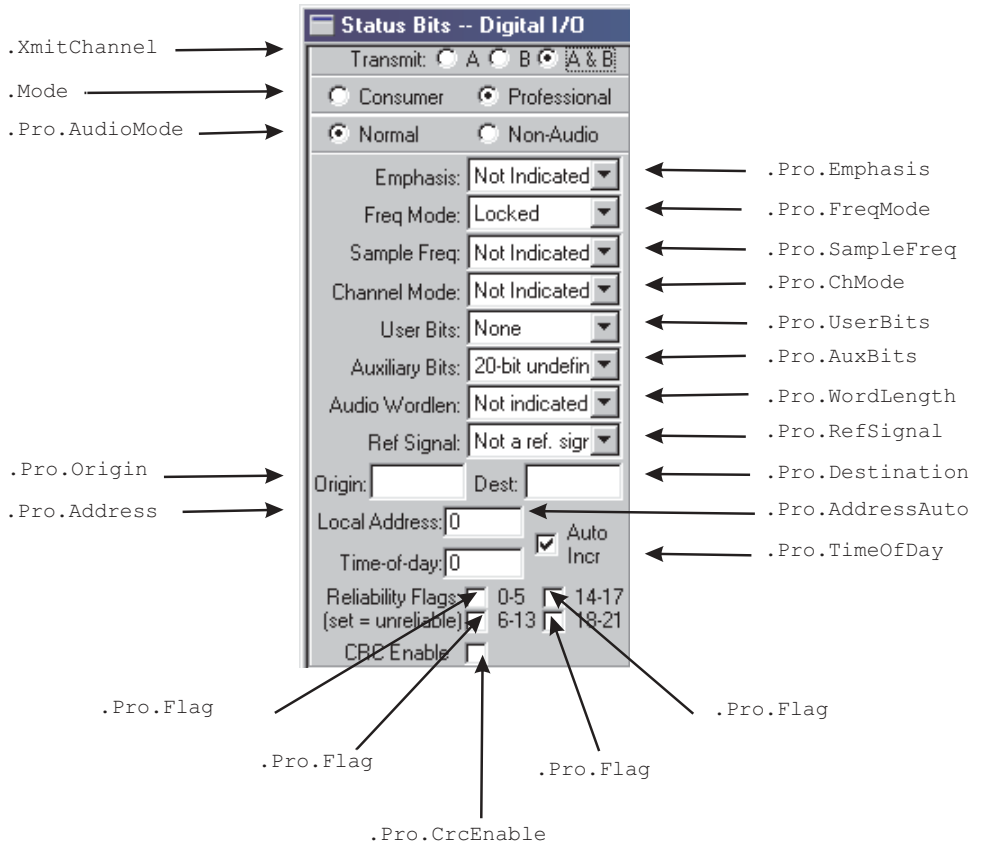 Status Bits -- Digital I/O
.XmitChannel
Transmit: A B A & B
.Mode
Consumer Professional
.Pro.AudioMode
Normal Non-Audio
Emphasis: Not Indicated .Pro.Emphasis
Freq Mode: Locked .Pro.FreqMode
Sample Freq: Not Indicated .Pro.SampleFreq
Channel Mode: Not Indicated .Pro.ChMode
User Bits: None .Pro.UserBits
Auxiliary Bits: 20-bit undefin .Pro.AuxBits
Audio Wordlen: Not indicated .Pro.WordLength
Ref Signal: Not a ref. sigr .Pro.RefSignal
.Pro.Origin Origin: Dest: .Pro.Destination
.Pro.Address Local Address: 0 .Pro.AddressAuto
Auto
Incr
Time-of-day: 0 .Pro.TimeOfDay
Reliability Flags: 0-5 14-17
(set = unreliable) 6-13 18-21
CRC Enable
.Pro.Flag .Pro.Flag
.Pro.Flag .Pro.Flag
.Pro.CrcEnable